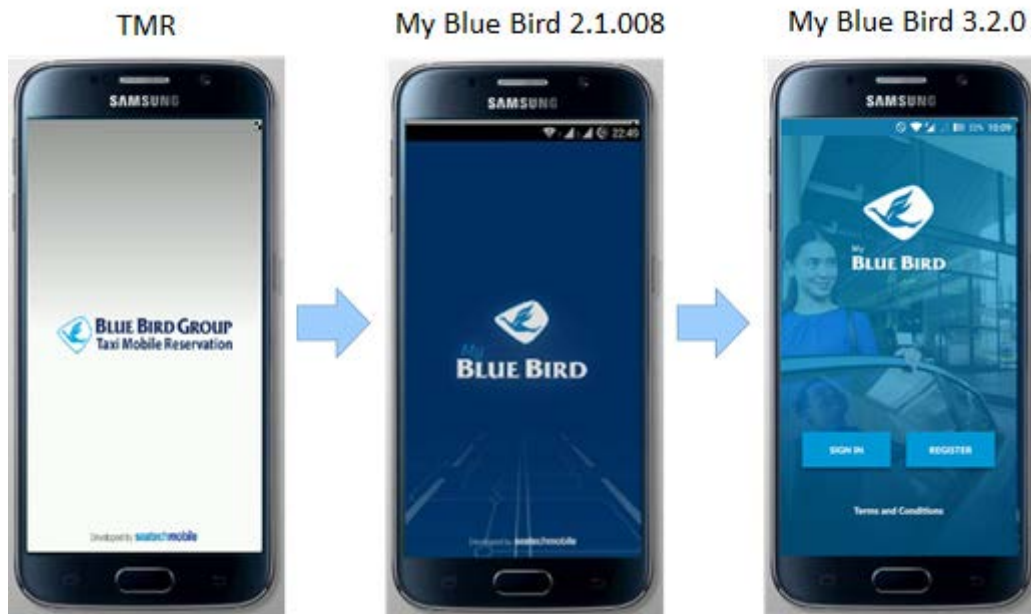 TMR
SAMSUNG
BLUE BIRD GROUP
Taxi Mobile Reservation
Developed by seatechmobile
My Blue Bird 2.1.008
SAMSUNG
22:49
My
BLUE BIRD
Developed by seatechmobile
My Blue Bird 3.2.0
SAMSUNG
10:09
My
BLUE BIRD
SIGN IN
REGISTER
Terms and Conditions